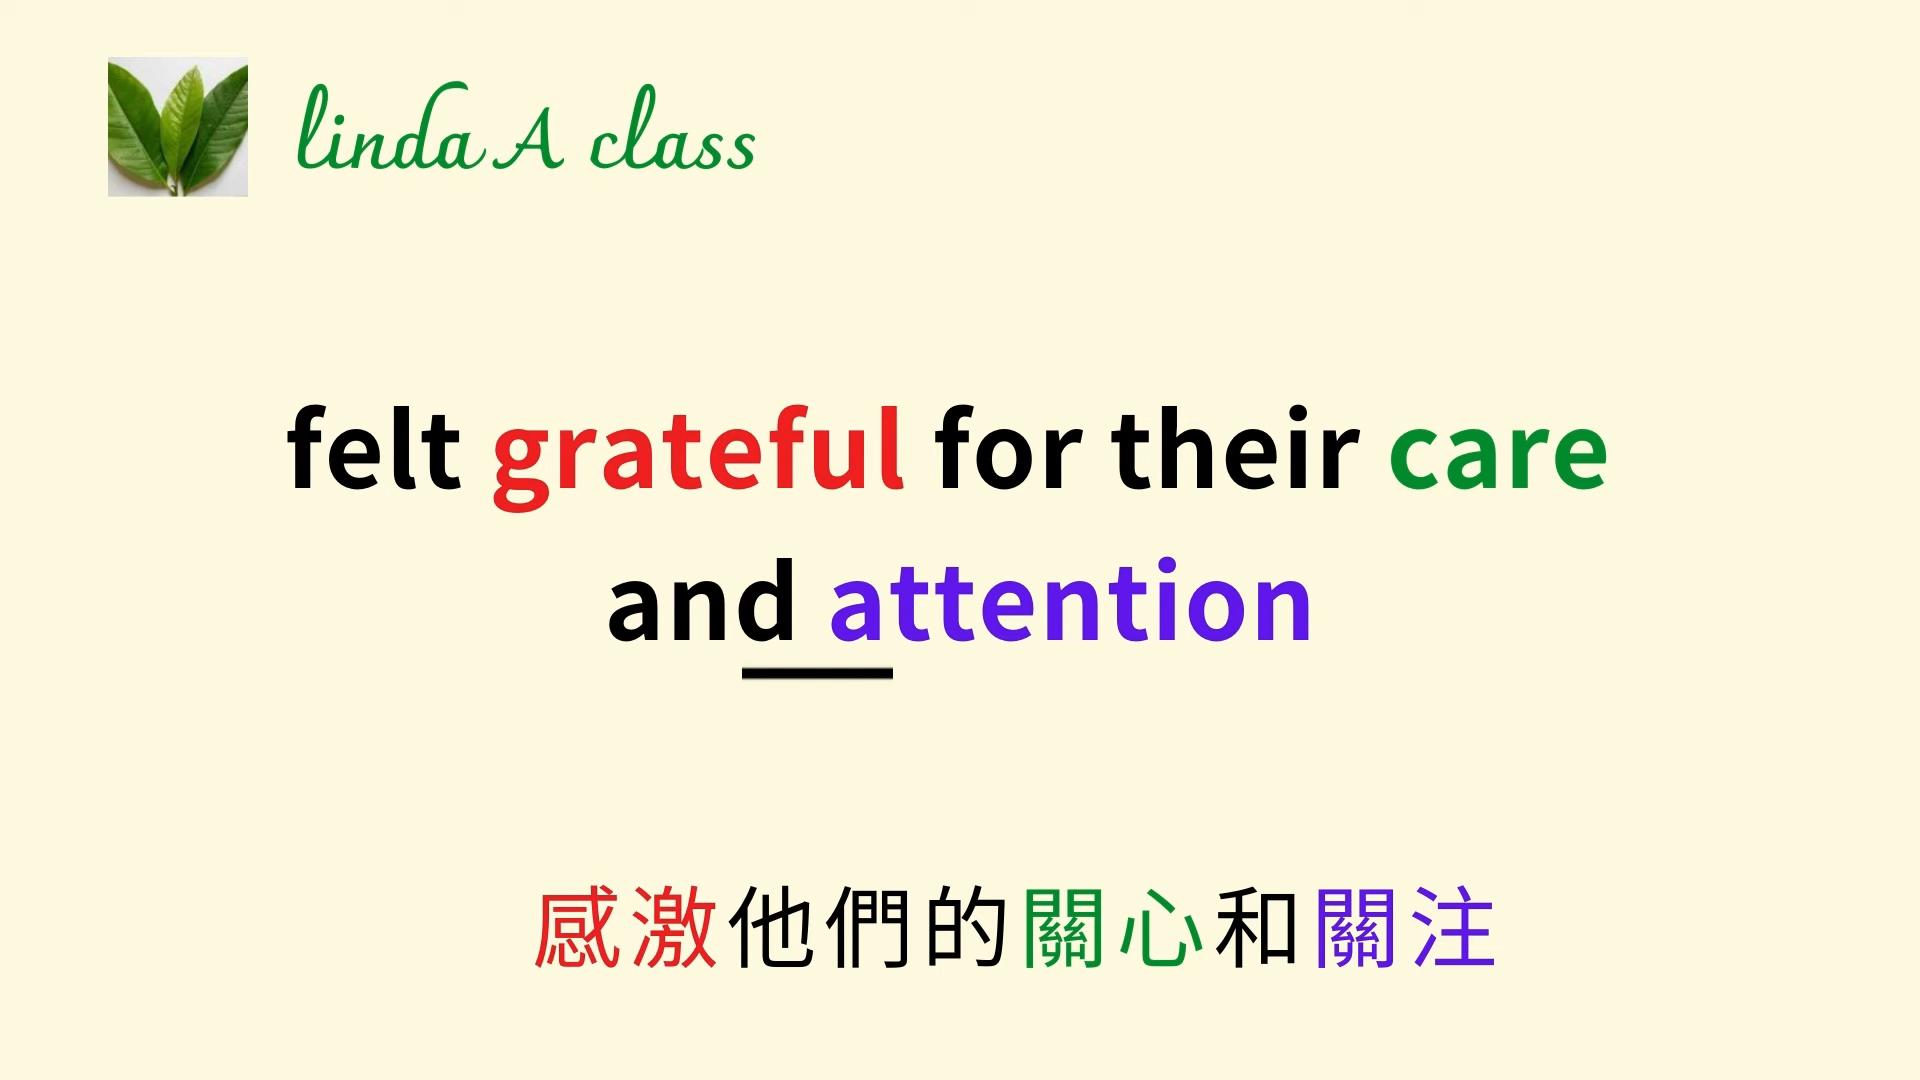 linda A class
felt grateful for their care
and attention
感激他們的關心和關注